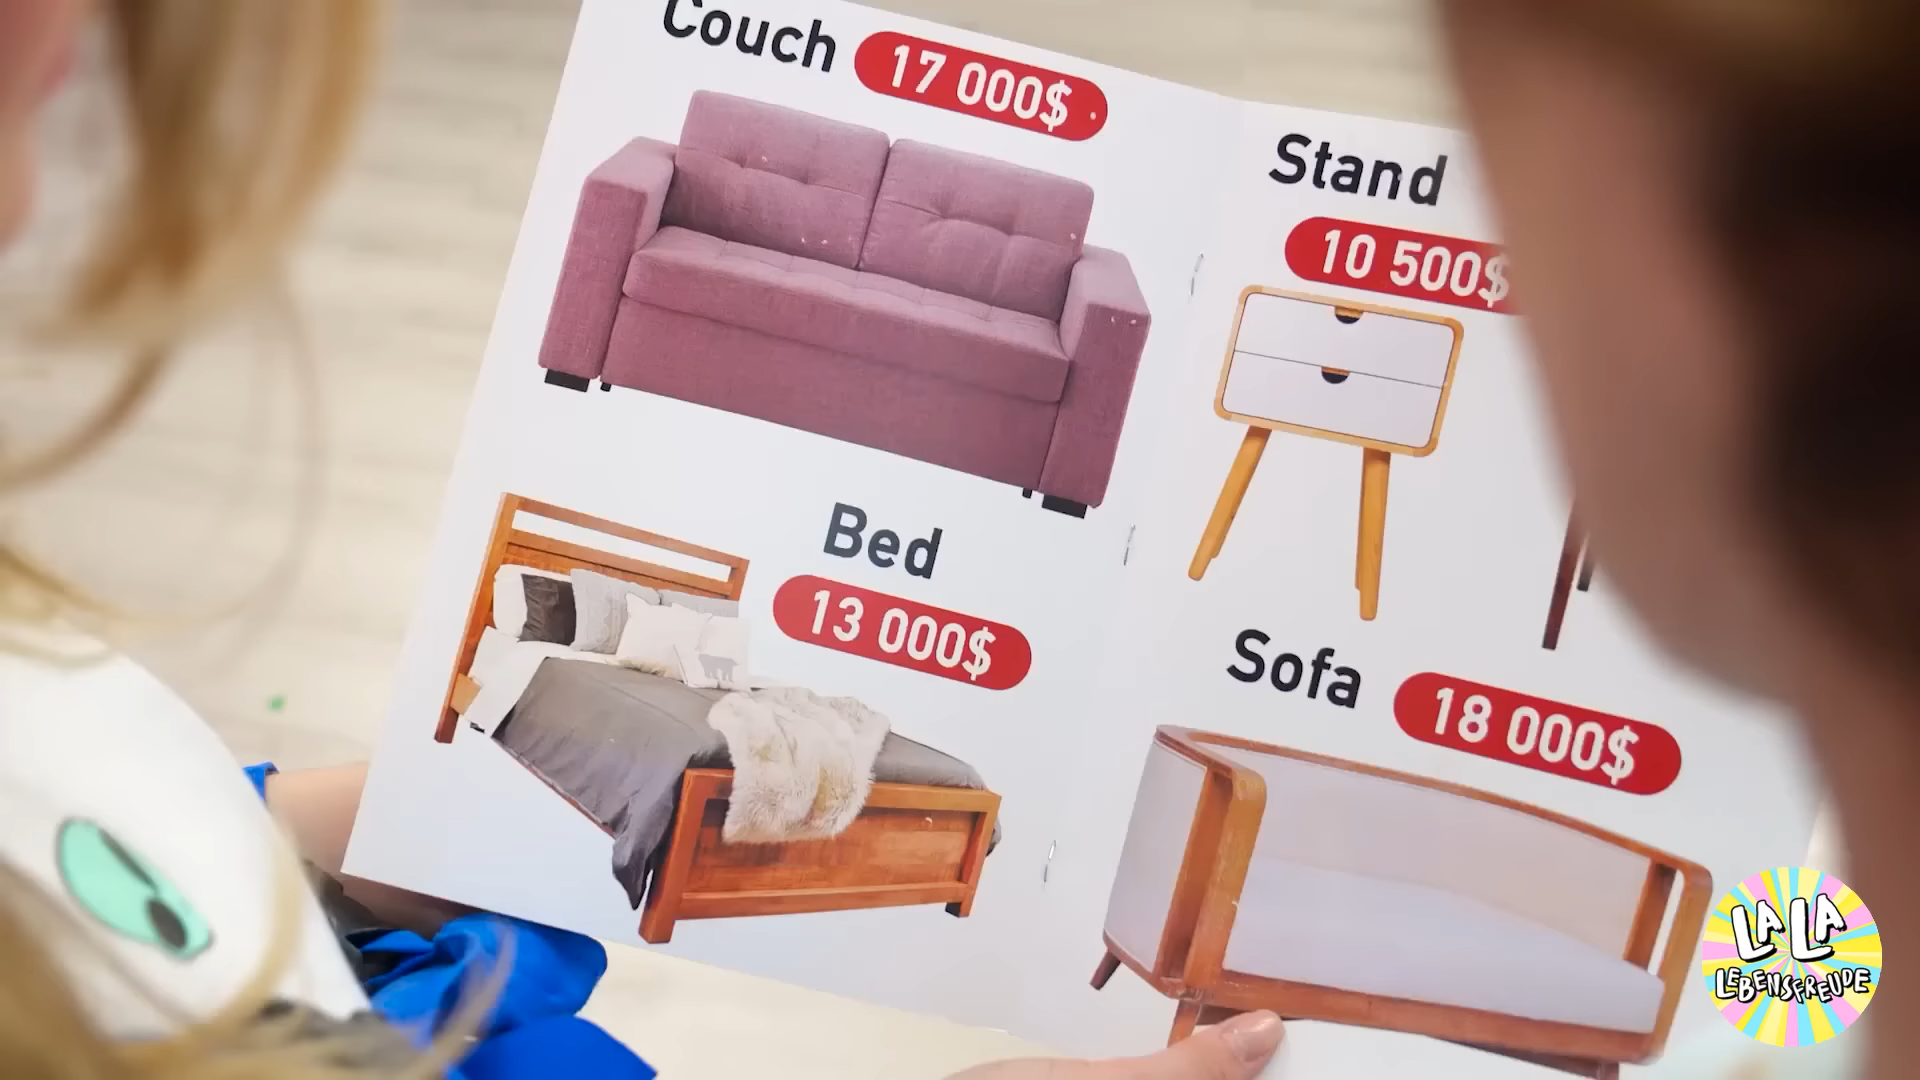 Couch
17 000$
Stand
10 500$
Bed
13 000$
Sofa
18 000$
LALA
LEBENSFREUDE